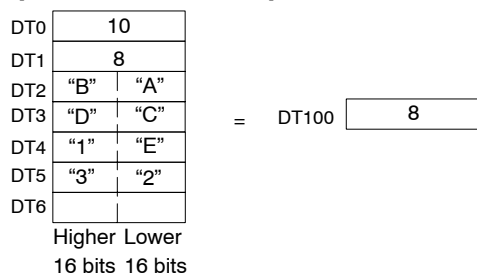 DT0 10
DT1 8
DT2 “B” “A”
DT3 “D” “C” = DT100 8
DT4 “1” “E”
DT5 “3” “2”
DT6
Higher Lower
16 bits 16 bits